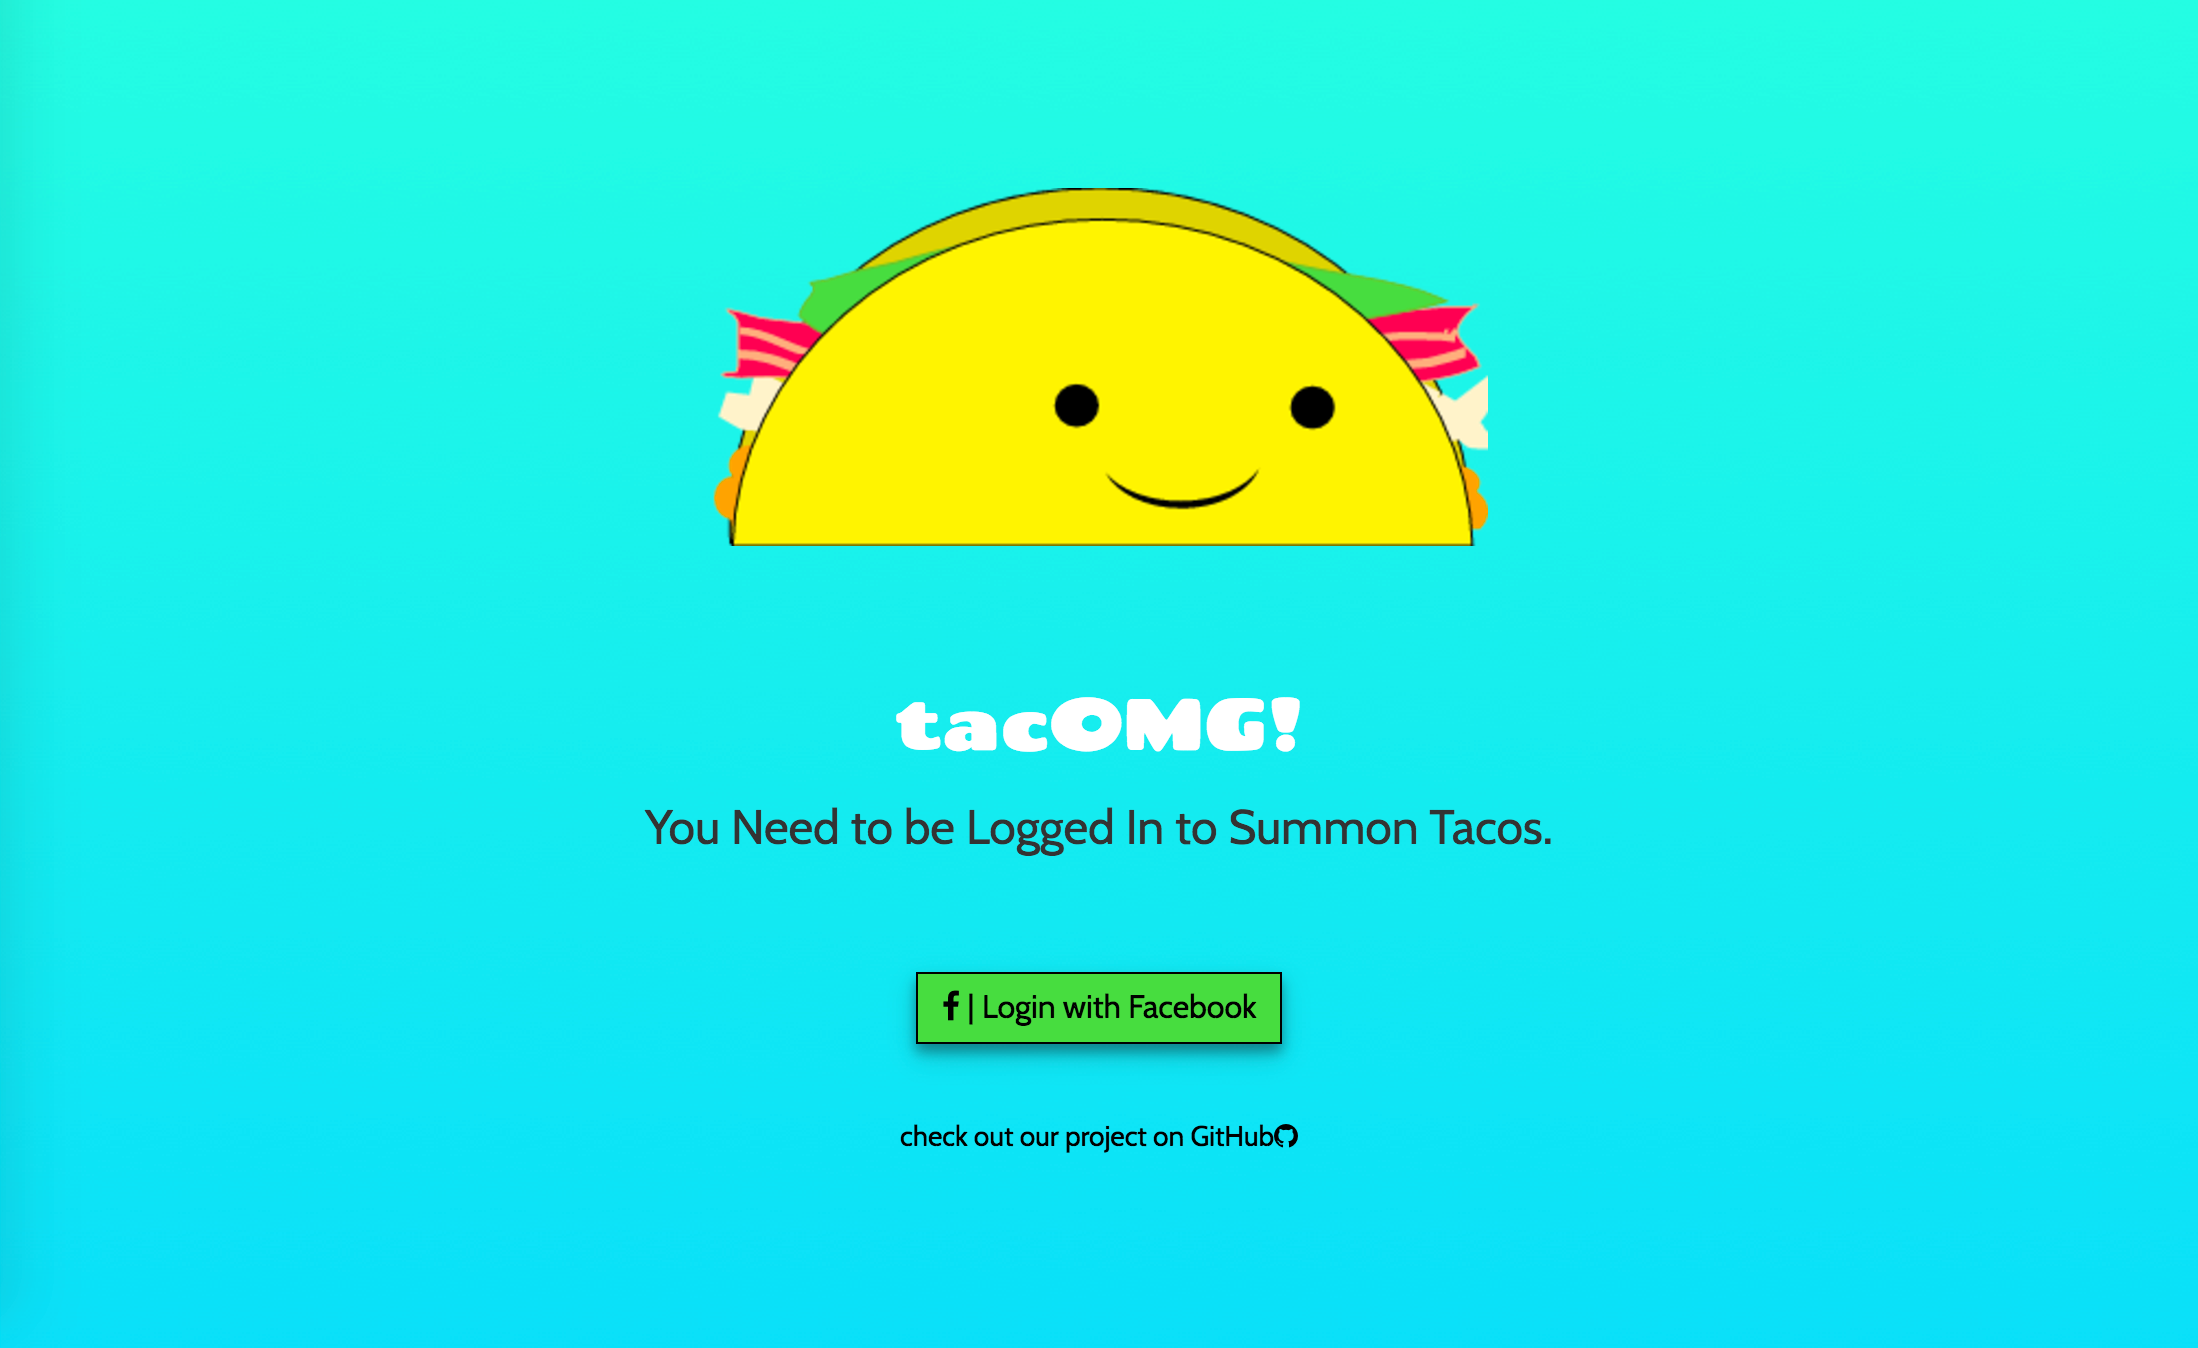 tacOMG!
You Need to be Logged In to Summon Tacos.
f | Login with Facebook
check out our project on GitHub